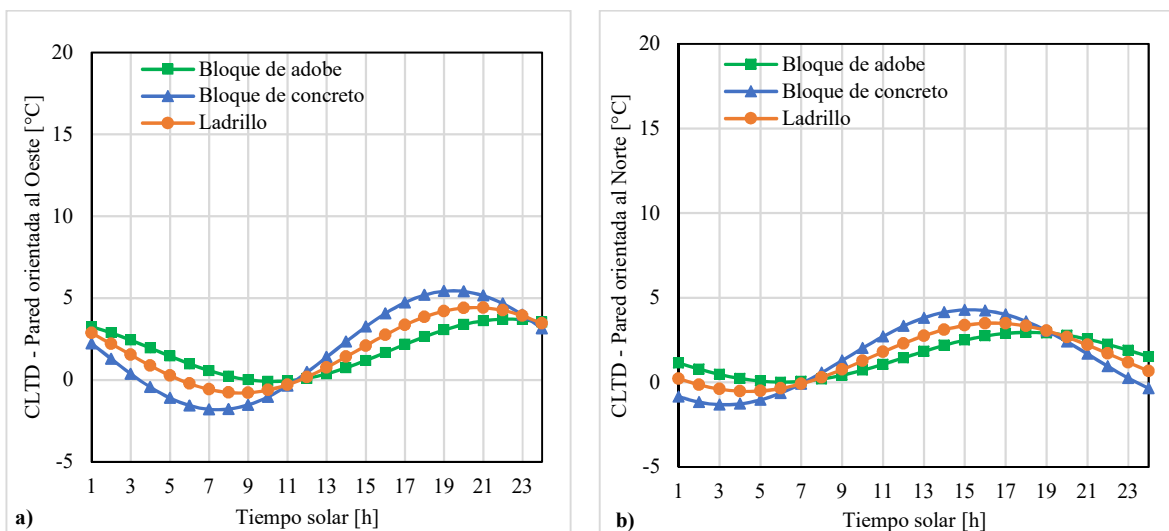 CLTD - Pared orientada al Oeste [°C]
20
15
10
5
0
-5
Bloque de adobe
Bloque de concreto
Ladrillo
1 3 5 7 9 11 13 15 17 19 21 23
Tiempo solar [h]
a)
CLTD - Pared orientada al Norte [°C]
20
15
10
5
0
-5
Bloque de adobe
Bloque de concreto
Ladrillo
1 3 5 7 9 11 13 15 17 19 21 23
Tiempo solar [h]
b)